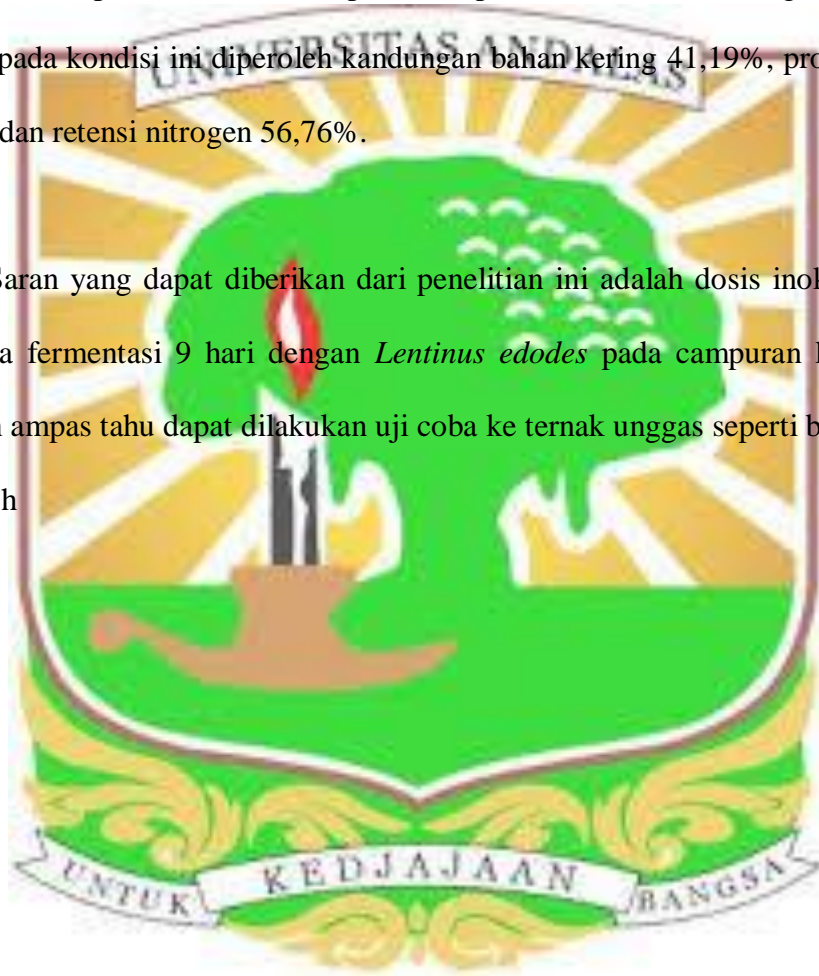 UNIVERSITAS ANDALAS
pada kondisi ini diperoleh kandungan bahan kering 41,19%,
dan retensi nitrogen 56,76%.
Saran yang dapat diberikan dari penelitian ini adalah dosis
fermentasi 9 hari dengan Lentinus edodes pada campuran
ampas tahu dapat dilakukan uji coba ke ternak unggas seperti
UNTUK KEDJAJAAN BANGSA